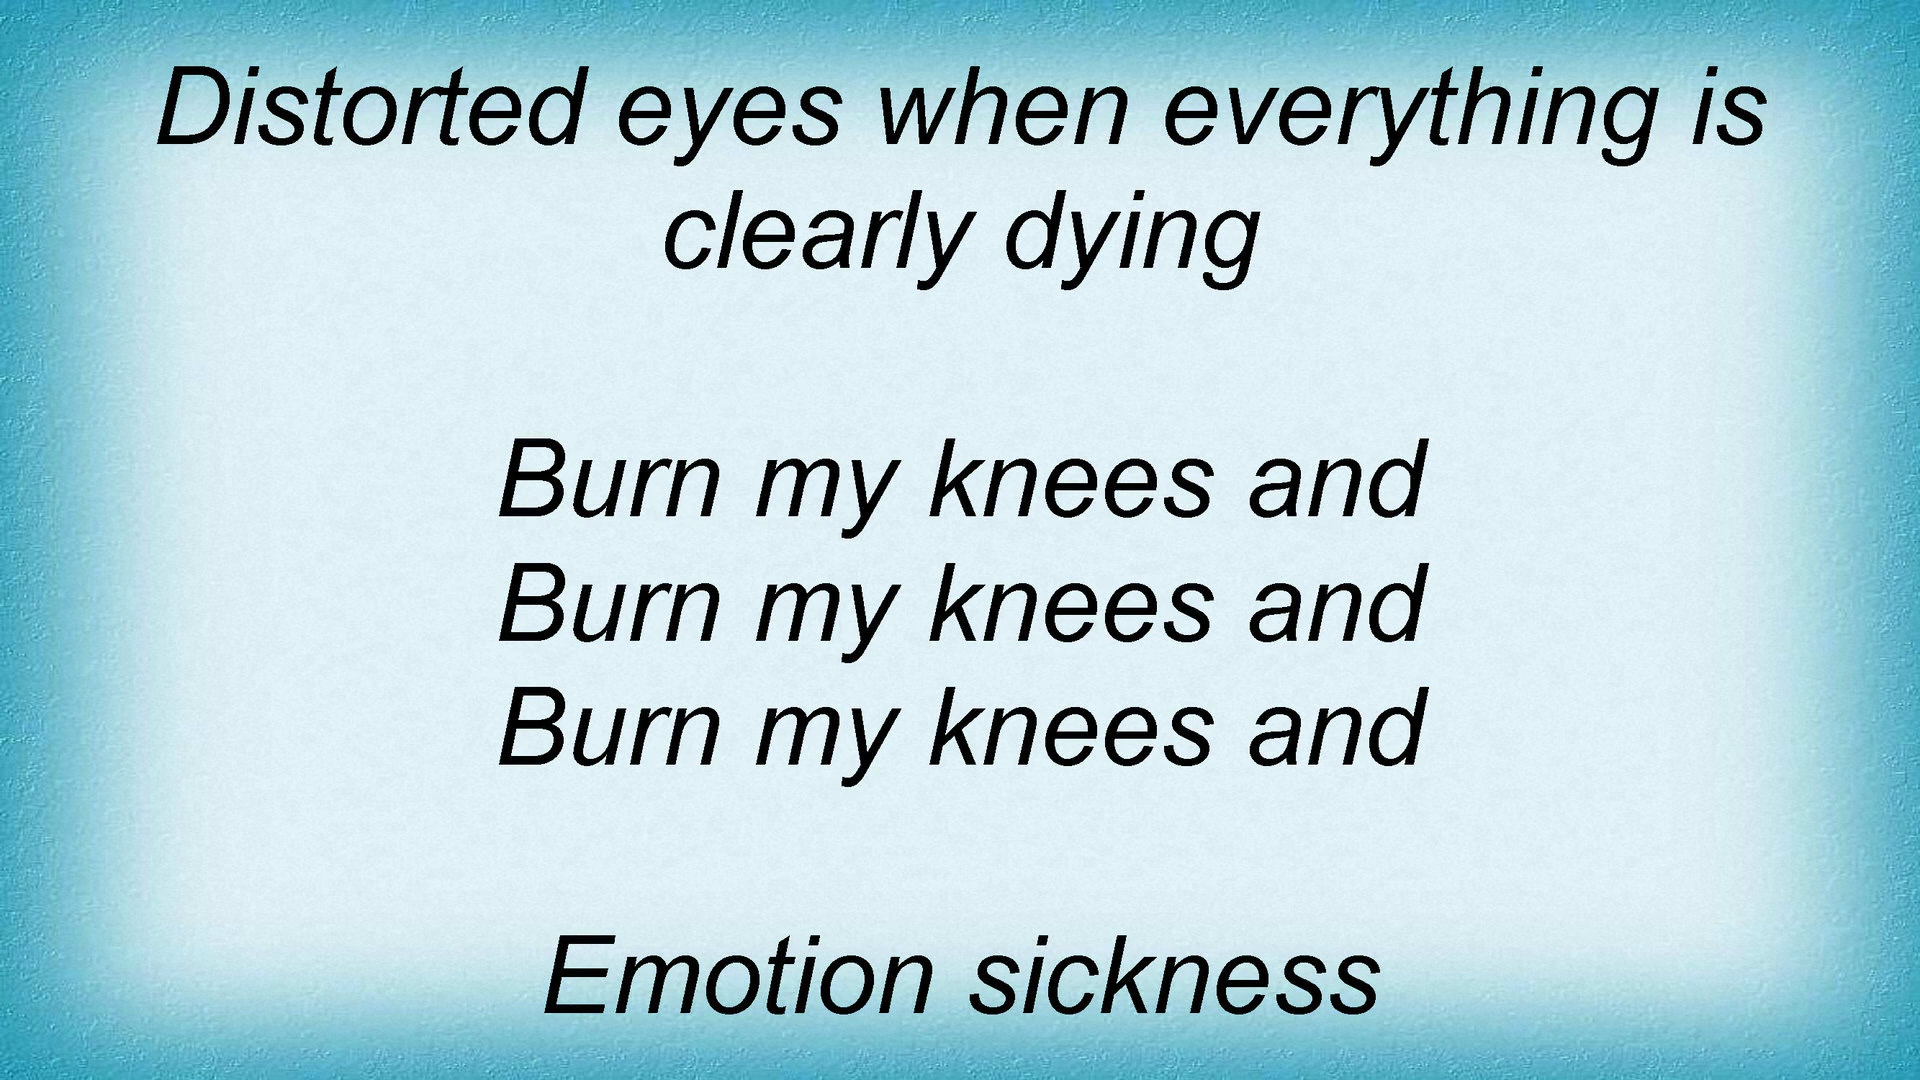 Distorted eyes when everything is
clearly dying
Burn my knees and
Burn my knees and
Burn my knees and
Emotion sickness